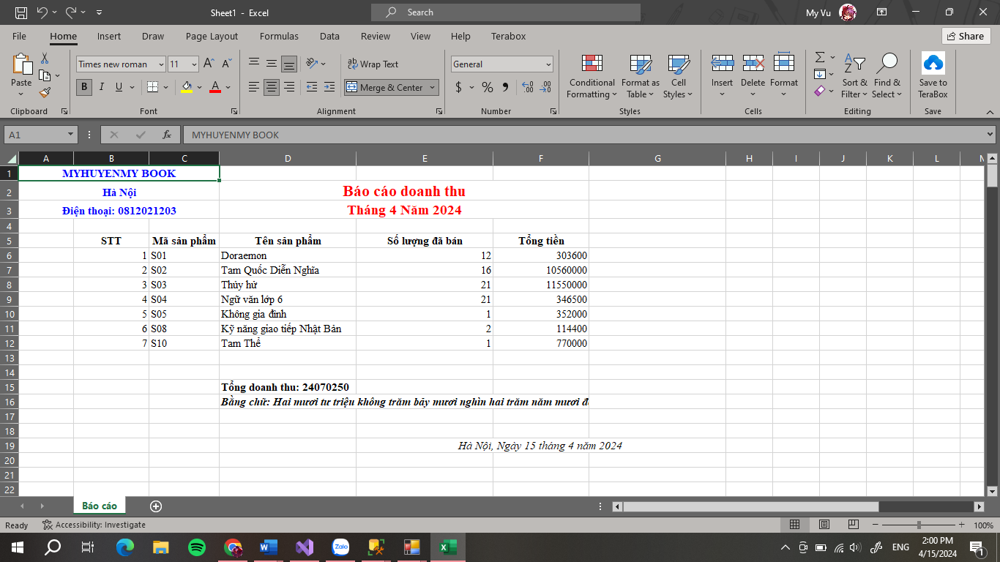 Sheet1 - Excel
Search
My Vu
File Home Insert Draw Page Layout Formulas Data Review View Help Terabox
Share
Times new roman 11
Wrap Text
General
Paste
B I U
Merge & Center
$ % 9
Conditional Formatting
Format as Table
Cell Styles
Insert Delete Format
Sort & Filter
Find & Select
Save to TeraBox
Clipboard Font Alignment Number Styles Cells Editing Save
A1 fx MYHUYENMY BOOK
A B C D E F G H I J K L
1 MYHUYENMY BOOK
2 Hà Nội Báo cáo doanh thu
3 Điện thoại: 0812021203 Tháng 4 Năm 2024
4
5 STT Mã sản phẩm Tên sản phẩm Số lượng đã bán Tổng tiền
6 1 S01 Doraemon 12 303600
7 2 S02 Tam Quốc Diễn Nghĩa 16 10560000
8 3 S03 Thủy hử 21 11550000
9 4 S04 Ngữ văn lớp 6 21 346500
10 5 S05 Không gia đình 1 352000
11 6 S08 Kỹ năng giao tiếp Nhật Bản 2 114400
12 7 S10 Tam Thể 1 770000
13
14
15 Tổng doanh thu: 24070250
16 Bằng chữ: Hai mươi tư triệu không trăm bảy mươi nghìn hai trăm năm mươi đ
17
18
19 Hà Nội, Ngày 15 tháng 4 năm 2024
20
21
22
Báo cáo
Ready Accessibility: Investigate 100%
Zalo
ENG
2:00 PM
4/15/2024
1